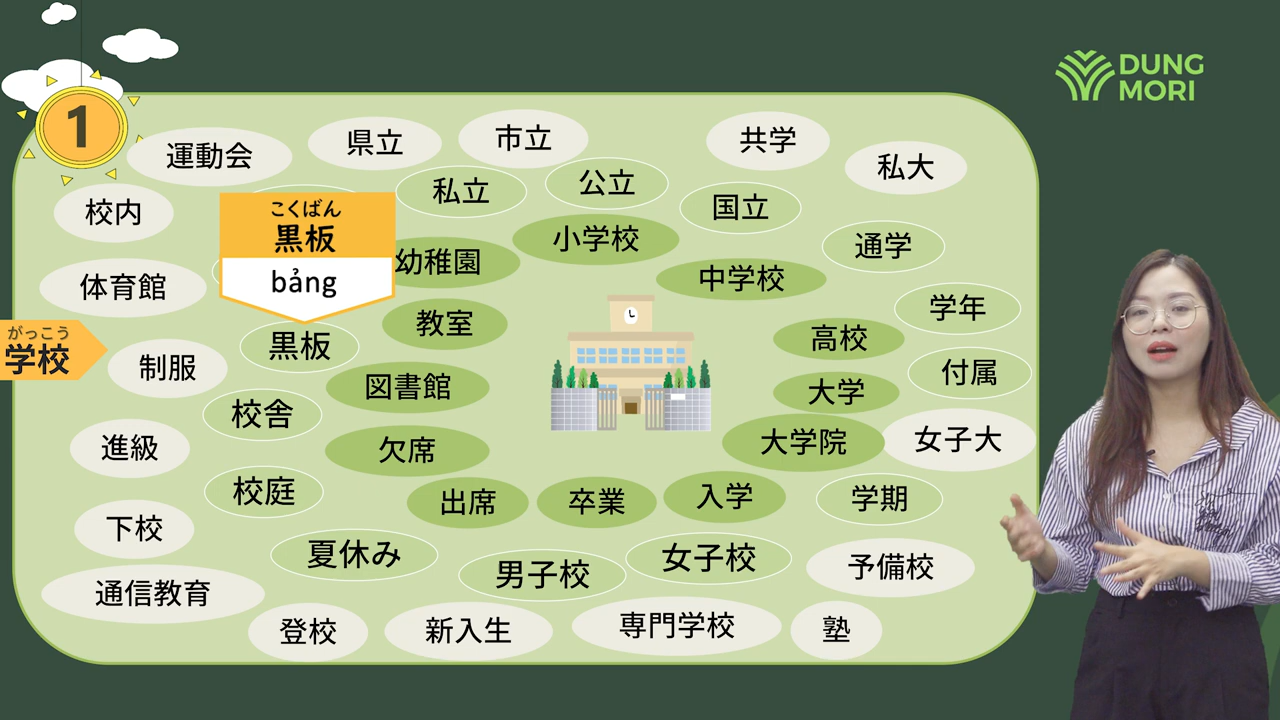 DUNG
MORI
1
運動会
県立
市立
共学
私大
校内
こくばん
黒板
bảng
私立
公立
国立
通学
体育館
幼稚園
小学校
中学校
学年
がっこう
学校
制服
黒板
教室
高校
付属
校舎
図書館
大学
進級
欠席
大学院
女子大
校庭
出席
卒業
入学
学期
下校
夏休み
男子校
女子校
予備校
通信教育
登校
新入生
専門学校
塾